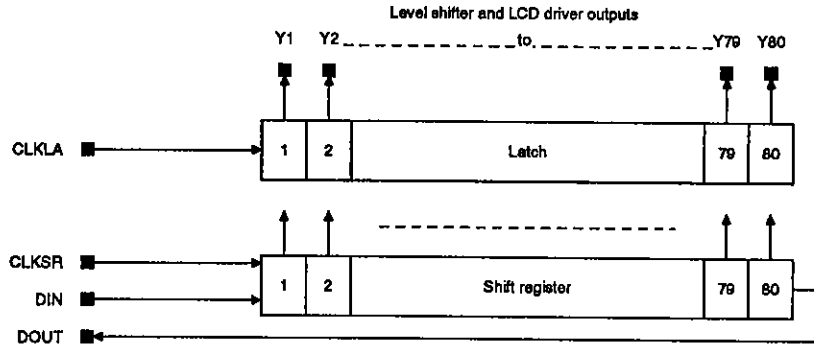 Level shifter and LCD driver outputs
Y1 Y2 to Y79 Y80
CLKLA 1 2 Latch 79 80
CLKSR
DIN 1 2 Shift register 79 80
DOUT